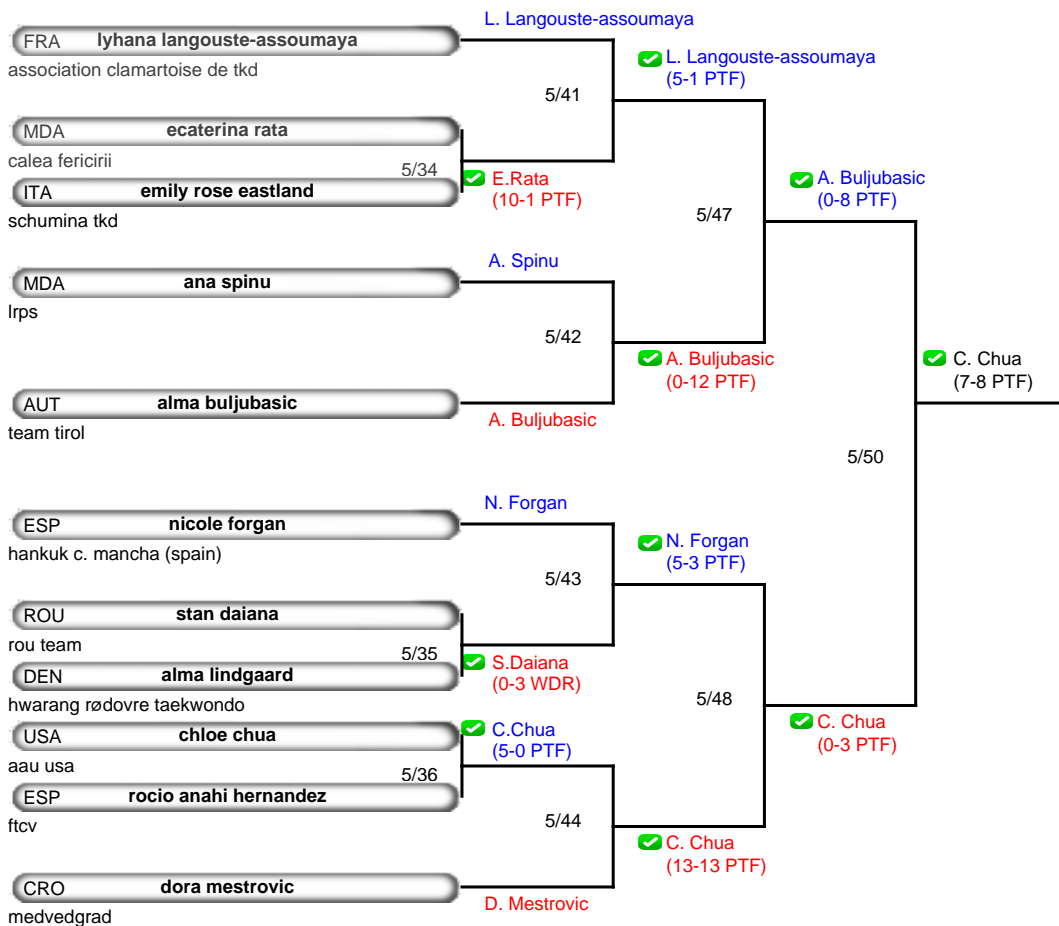 L. Langouste-assoumaya
FRA lyhana langouste-assoumaya
association clamartoise de tkd
L. Langouste-assoumaya
(5-1 PTF)
5/41
MDA ecaterina rata
calea fericirii
5/34
ITA emily rose eastland
schumina tkd
E.Rata
(10-1 PTF)
A. Buljubasic
(0-8 PTF)
5/47
A. Spinu
MDA ana spinu
lrps
5/42
A. Buljubasic
(0-12 PTF)
AUT alma buljubasic
team tirol
A. Buljubasic
C. Chua
(7-8 PTF)
5/50
N. Forgan
ESP nicole forgan
hankuk c. mancha (spain)
N. Forgan
(5-3 PTF)
5/43
ROU stan daiana
rou team
5/35
DEN alma lindgaard
hwarang rødovre taekwondo
S.Daiana
(0-3 WDR)
5/48
USA chloe chua
aau usa
5/36
C.Chua
(5-0 PTF)
C. Chua
(0-3 PTF)
ESP rocio anahi hernandez
ftcv
5/44
C. Chua
(13-13 PTF)
CRO dora mestrovic
medvedgrad
D. Mestrovic